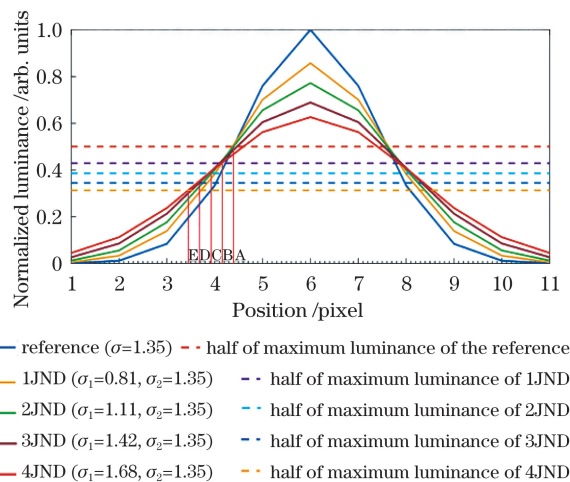 Normalized luminance /arb. units
1.0
0.8
0.6
0.4
0.2
0
EDCBA
1 2 3 4 5 6 7 8 9 10 11
Position /pixel
reference (σ=1.35) half of maximum luminance of the reference
1JND (σ₁=0.81, σ₂=1.35) half of maximum luminance of 1JND
2JND (σ₁=1.11, σ₂=1.35) half of maximum luminance of 2JND
3JND (σ₁=1.42, σ₂=1.35) half of maximum luminance of 3JND
4JND (σ₁=1.68, σ₂=1.35) half of maximum luminance of 4JND